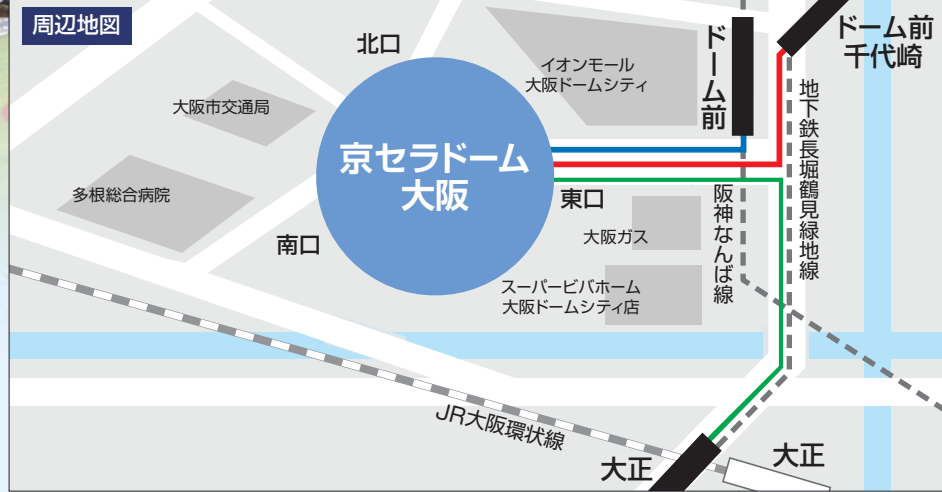 周辺地図
北口
イオンモール
大阪ドームシティ
ドーム前
ドーム前
千代崎
大阪市交通局
京セラドーム
大阪
地下鉄長堀鶴見緑地線
多根総合病院
東口
阪神なんば線
南口
大阪ガス
スーパービバホーム
大阪ドームシティ店
JR大阪環状線
大正
大正